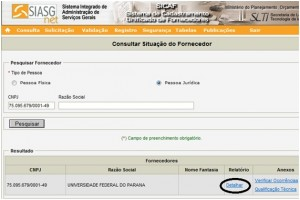 SIASG
net
Sistema Integrado de
Administração de
Serviços Gerais
SICAF
Sistema de Cadastramento
Unificado de Fornecedores
Ministério do Planejamento
SLTI
Consulta Solicitação Validação Registro Segurança Tabelas Trâmite Publicações Sair
Consultar Situação do Fornecedor
Pesquisar Fornecedor
* Tipo de Pessoa
Pessoa Física
Pessoa Jurídica
CNPJ
Razão Social
75.095.679/0001-49
Pesquisar
(*) Campo de preenchimento obrigatório.
Resultado
Fornecedores
CNPJ Razão Social Nome Fantasia Relatório Anexos
75.095.679/0001-49 UNIVERSIDADE FEDERAL DO PARANA Detalhar Verificar Ocorrências
Qualificação Técnica